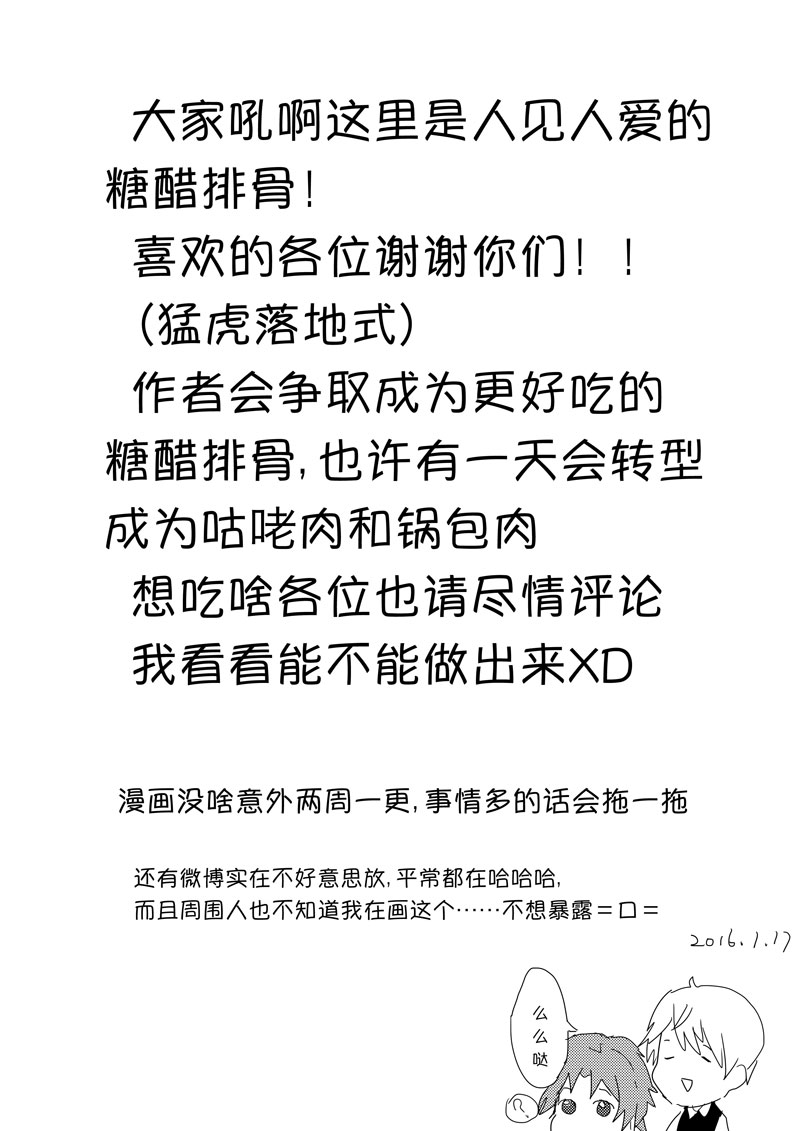 大家吼啊这里是人见人爱的
糖醋排骨！
喜欢的各位谢谢你们！！
(猛虎落地式)
作者会争取成为更好吃的
糖醋排骨,也许有一天会转型
成为咕咾肉和锅包肉
想吃啥各位也请尽情评论
我看看能不能做出来XD
漫画没啥意外两周一更,事情多的话会拖一拖
还有微博实在不好意思放,平常都在哈哈哈,
而且周围人也不知道我在画这个……不想暴露＝口＝
2016.1.17
么么哒
?